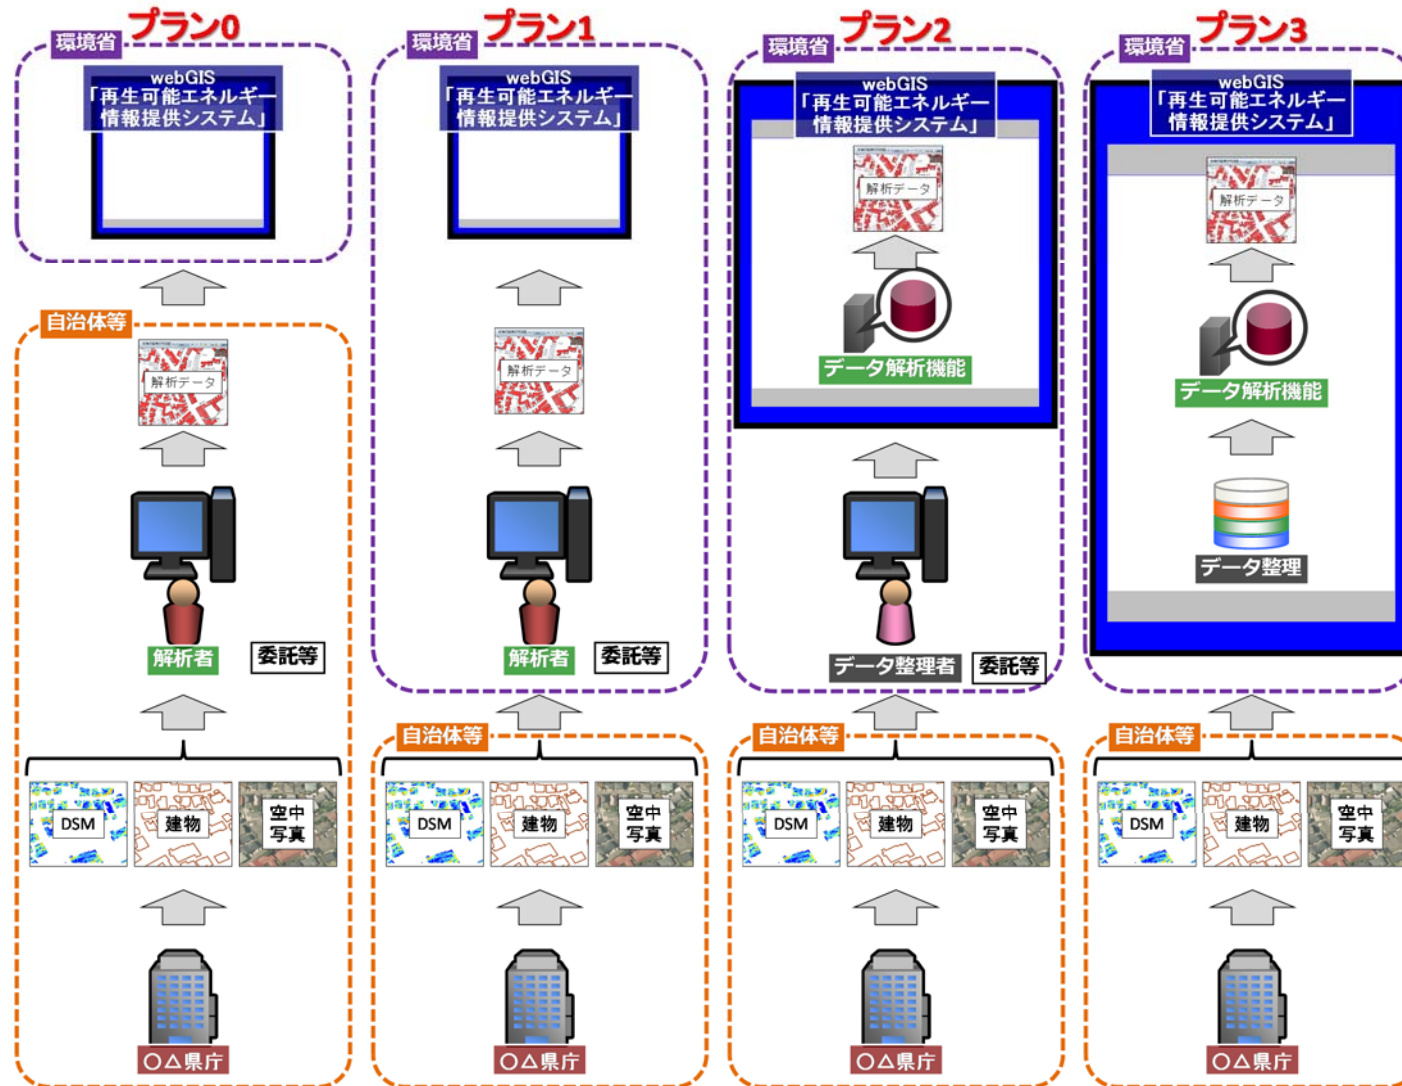 プラン0
環境省
webGIS
「再生可能エネルギー
情報提供システム」
自治体等
解析データ
解析者
委託等
DSM
建物
空中
写真
〇△県庁
プラン1
環境省
webGIS
「再生可能エネルギー
情報提供システム」
解析データ
解析者
委託等
自治体等
DSM
建物
空中
写真
〇△県庁
プラン2
環境省
webGIS
「再生可能エネルギー
情報提供システム」
解析データ
データ解析機能
データ整理者
委託等
自治体等
DSM
建物
空中
写真
〇△県庁
プラン3
環境省
webGIS
「再生可能エネルギー
情報提供システム」
解析データ
データ解析機能
データ整理
自治体等
DSM
建物
空中
写真
〇△県庁